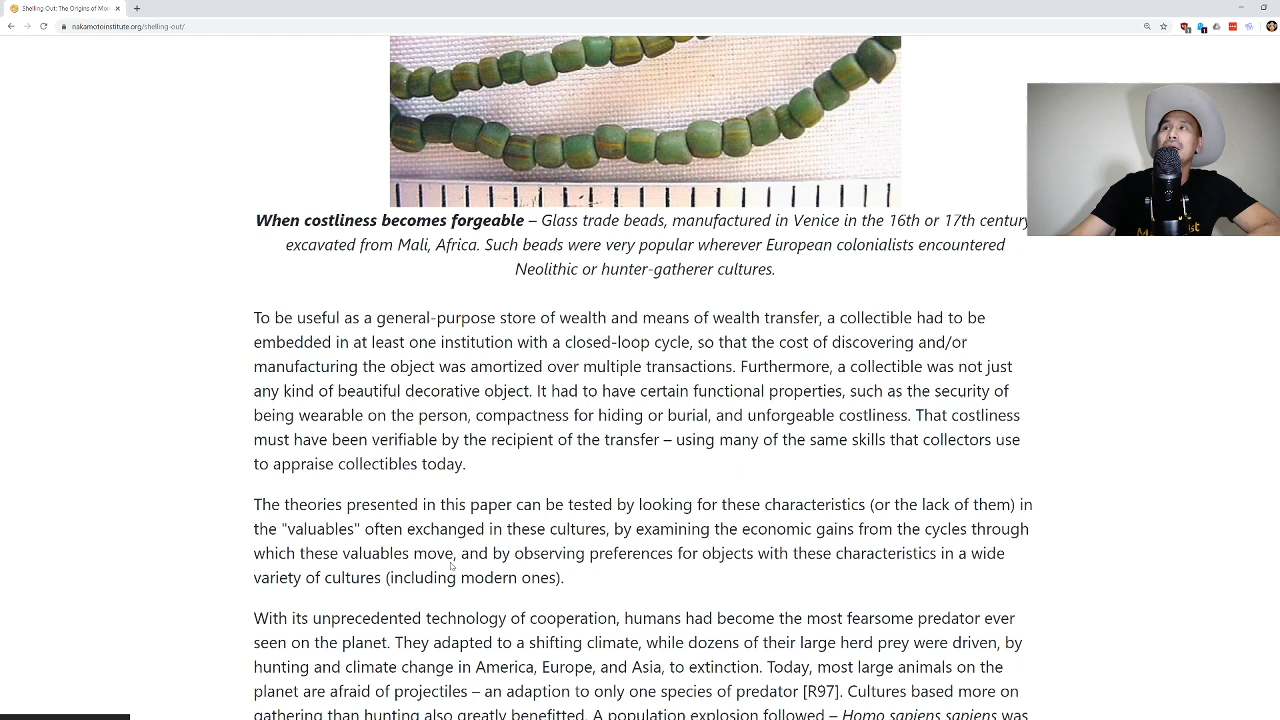 Shelling Out: The Origins of Mon
nakamotoinstitute.org/shelling-out/
When costliness becomes forgeable – Glass trade beads, manufactured in Venice in the 16th or 17th century
excavated from Mali, Africa. Such beads were very popular wherever European colonialists encountered
Neolithic or hunter-gatherer cultures.
To be useful as a general-purpose store of wealth and means of wealth transfer, a collectible had to be
embedded in at least one institution with a closed-loop cycle, so that the cost of discovering and/or
manufacturing the object was amortized over multiple transactions. Furthermore, a collectible was not just
any kind of beautiful decorative object. It had to have certain functional properties, such as the security of
being wearable on the person, compactness for hiding or burial, and unforgeable costliness. That costliness
must have been verifiable by the recipient of the transfer – using many of the same skills that collectors use
to appraise collectibles today.
The theories presented in this paper can be tested by looking for these characteristics (or the lack of them) in
the "valuables" often exchanged in these cultures, by examining the economic gains from the cycles through
which these valuables move, and by observing preferences for objects with these characteristics in a wide
variety of cultures (including modern ones).
With its unprecedented technology of cooperation, humans had become the most fearsome predator ever
seen on the planet. They adapted to a shifting climate, while dozens of their large herd prey were driven, by
hunting and climate change in America, Europe, and Asia, to extinction. Today, most large animals on the
planet are afraid of projectiles – an adaption to only one species of predator [R97]. Cultures based more on
gathering than hunting also greatly benefitted. A population explosion followed – Homo sapiens sapiens was